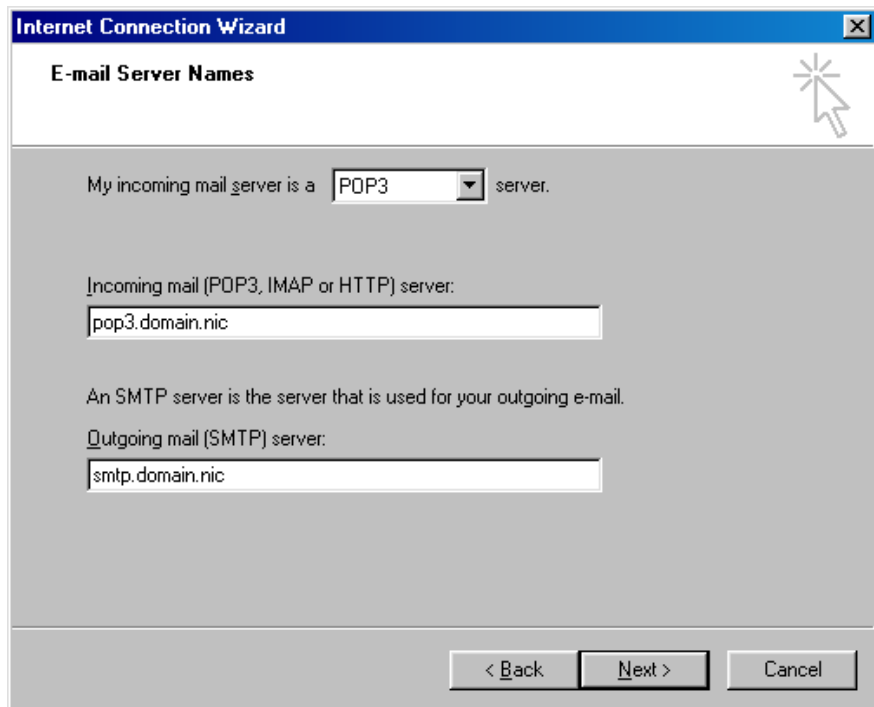 Internet Connection Wizard
E-mail Server Names
My incoming mail server is a POP3 server.
Incoming mail (POP3, IMAP or HTTP) server:
pop3.domain.nic
An SMTP server is the server that is used for your outgoing e-mail.
Outgoing mail (SMTP) server:
smtp.domain.nic
< Back Next > Cancel